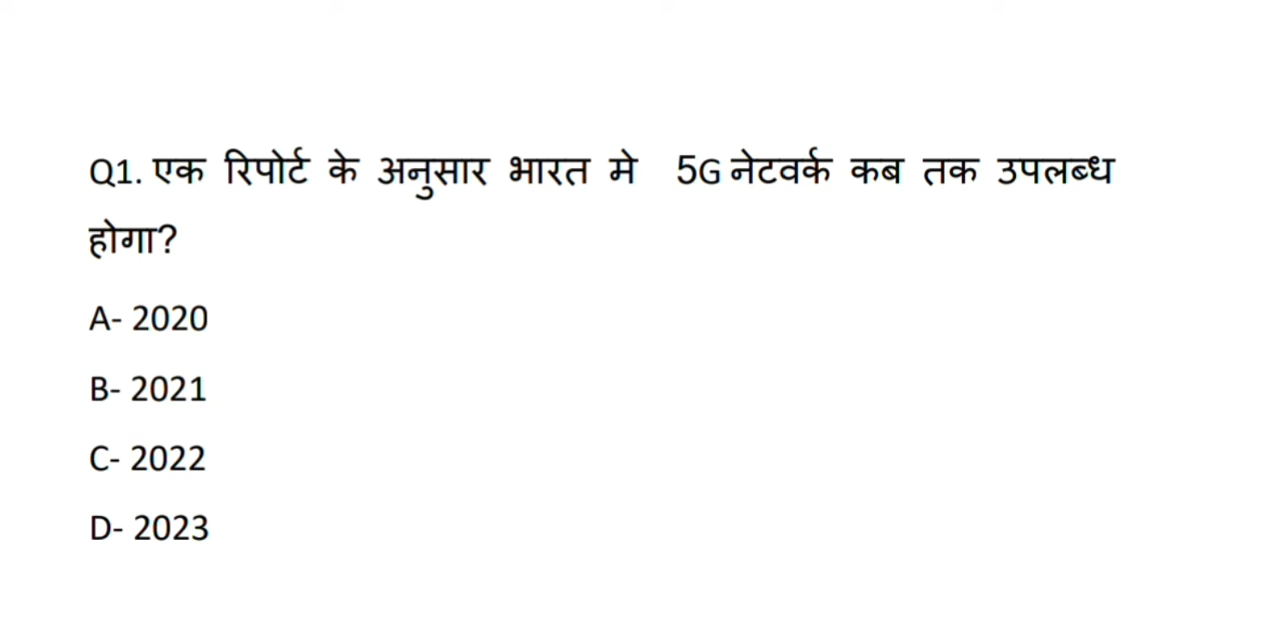 Q1. एक रिपोर्ट के अनुसार भारत मे 5G नेटवर्क कब तक उपलब्ध
होगा?
A- 2020
B- 2021
C- 2022
D- 2023